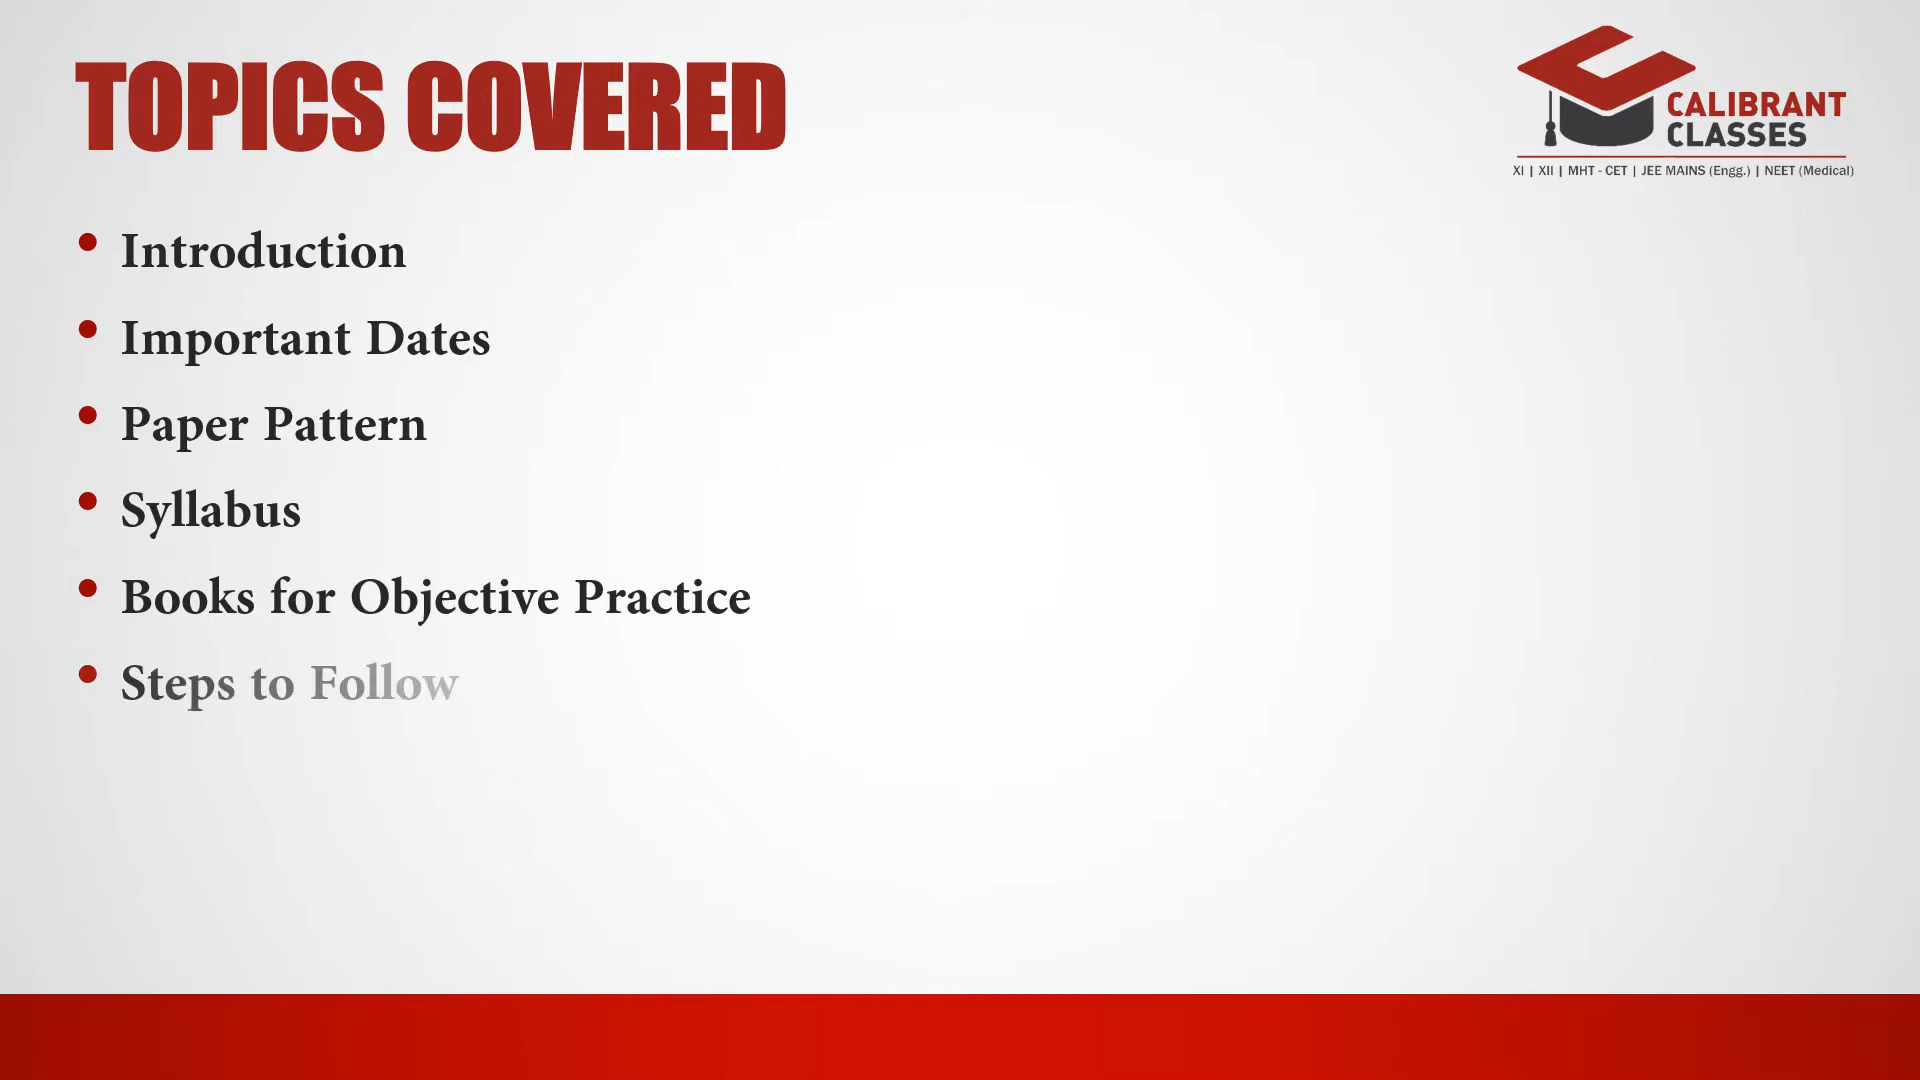 TOPICS COVERED
CALIBRANT
CLASSES
XI | XII | MHT - CET | JEE MAINS (Engg.) | NEET (Medical)
• Introduction
• Important Dates
• Paper Pattern
• Syllabus
• Books for Objective Practice
• Steps to Follow